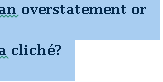 an overstatement or
a cliché?